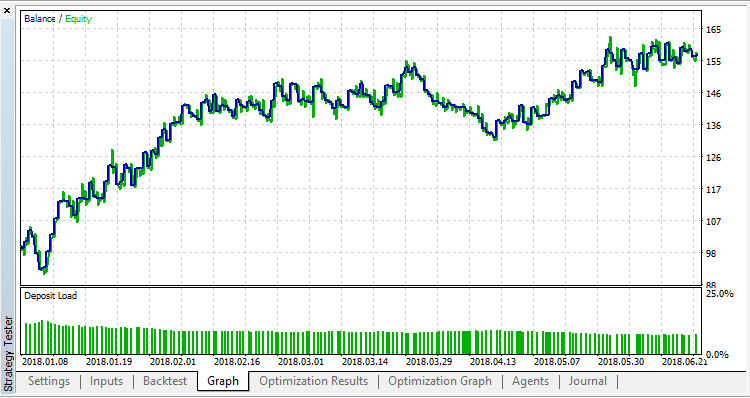 Balance / Equity
165
155
146
136
126
117
107
98
88
Deposit Load
25.0%
0.0%
2018.01.08 2018.01.19 2018.02.01 2018.02.16 2018.03.01 2018.03.14 2018.03.29 2018.04.13 2018.05.07 2018.05.30 2018.06.21
Strategy Tester
Settings Inputs Backtest Graph Optimization Results Optimization Graph Agents Journal